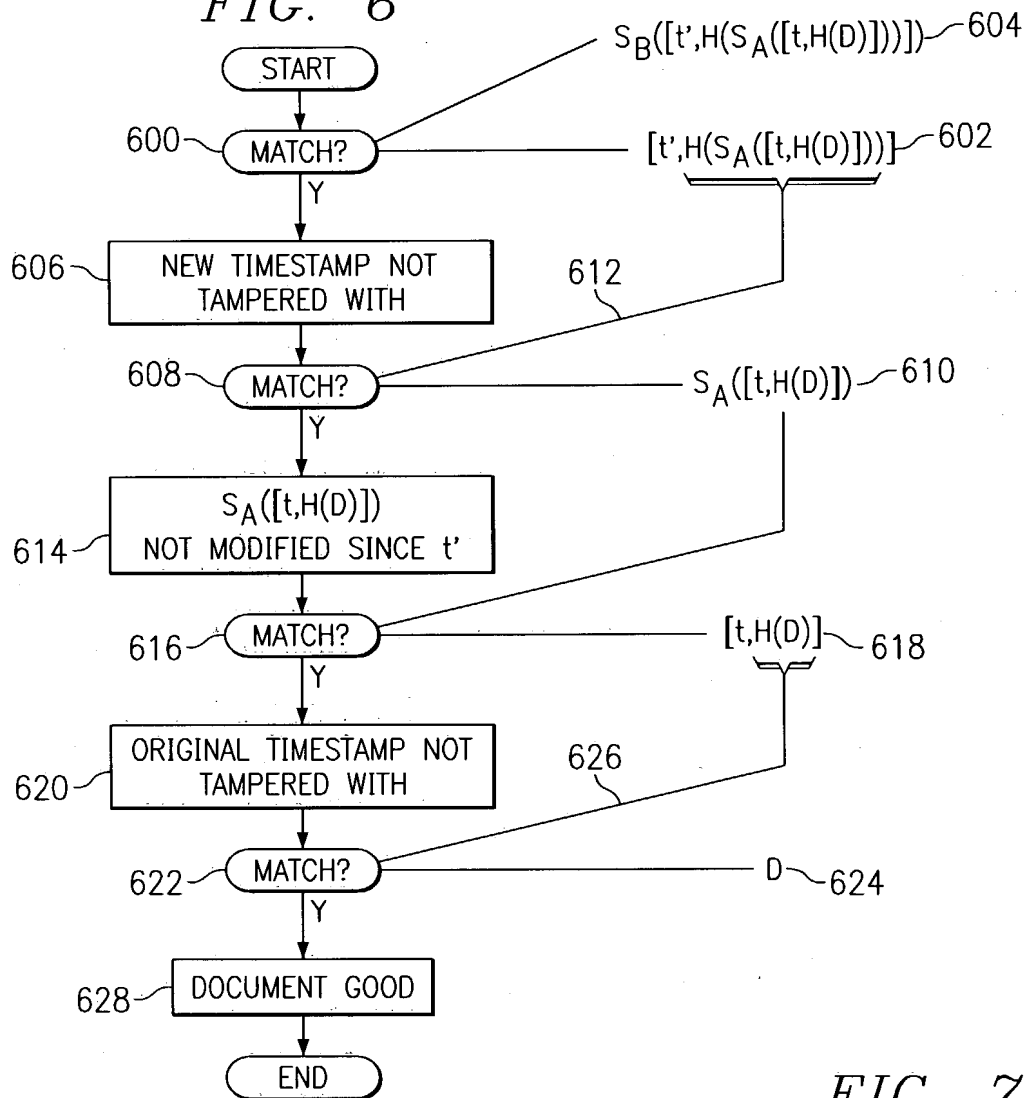 FIG. 6
S_B([t',H(S_A([t,H(D)]))]) 604
START
600 MATCH? [t',H(S_A([t,H(D)]))] 602
Y
606 NEW TIMESTAMP NOT
TAMPERED WITH
612
608 MATCH? S_A([t,H(D)]) 610
Y
S_A([t,H(D)])
614 NOT MODIFIED SINCE t'
616 MATCH? [t,H(D)] 618
Y
620 ORIGINAL TIMESTAMP NOT
TAMPERED WITH
626
622 MATCH? D 624
Y
628 DOCUMENT GOOD
END
FIG. 7